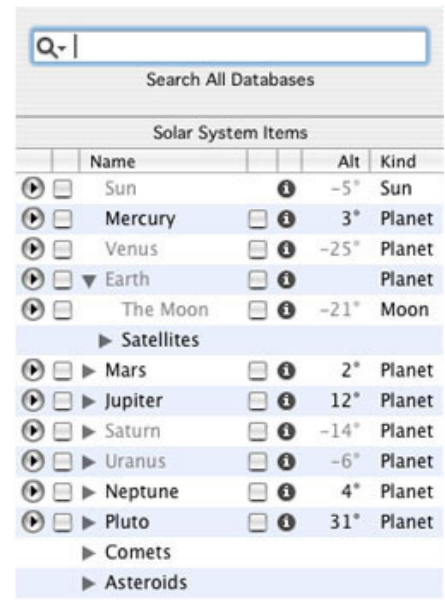 Search All Databases
Solar System Items
Name Alt Kind
Sun -5° Sun
Mercury 3° Planet
Venus -25° Planet
Earth Planet
The Moon -21° Moon
Satellites
Mars 2° Planet
Jupiter 12° Planet
Saturn -14° Planet
Uranus -6° Planet
Neptune 4° Planet
Pluto 31° Planet
Comets
Asteroids